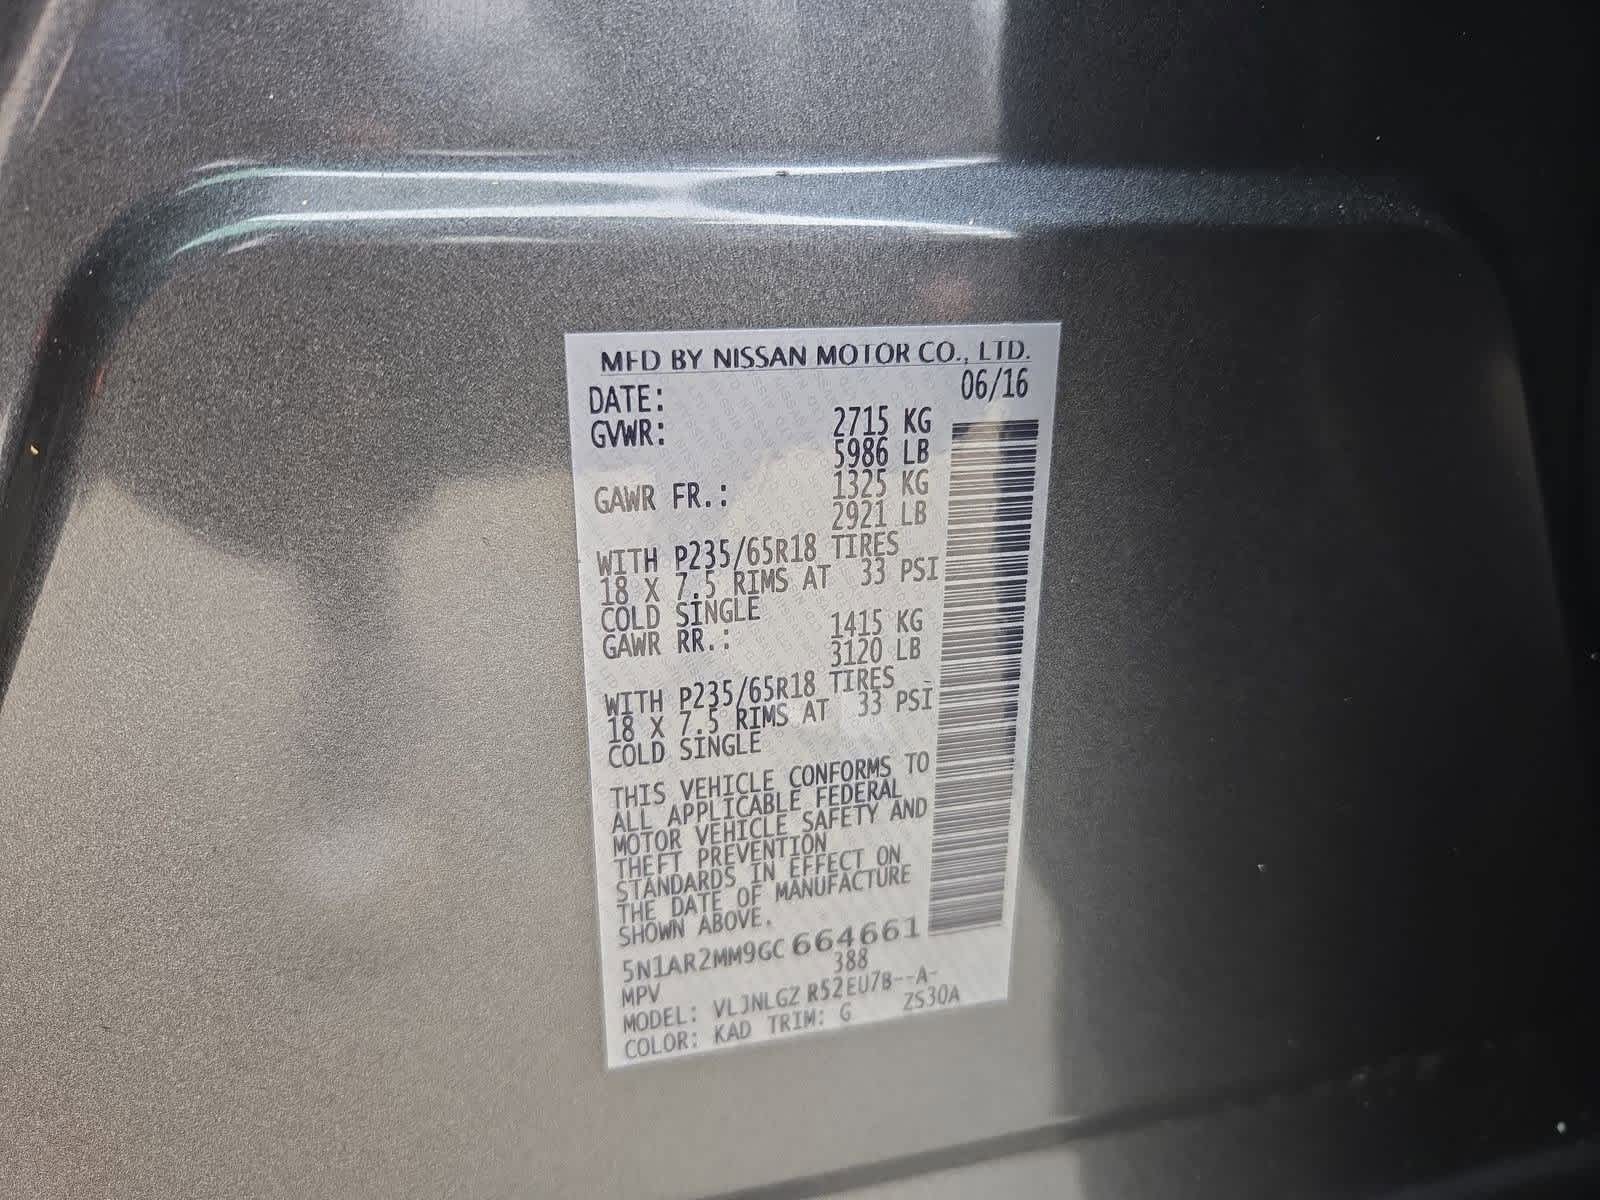 MFD BY NISSAN MOTOR CO., LTD.
DATE: 06/16
GVWR: 2715 KG
5986 LB
GAWR FR.: 1325 KG
2921 LB
WITH P235/65R18 TIRES
18 X 7.5 RIMS AT 33 PSI
COLD SINGLE
GAWR RR.: 1415 KG
3120 LB
WITH P235/65R18 TIRES
18 X 7.5 RIMS AT 33 PSI
COLD SINGLE
THIS VEHICLE CONFORMS TO
ALL APPLICABLE FEDERAL
MOTOR VEHICLE SAFETY AND
THEFT PREVENTION
STANDARDS IN EFFECT ON
THE DATE OF MANUFACTURE
SHOWN ABOVE.
5N1AR2MM9GC664661
MPV 388
MODEL: VLJNLGZ R52EU7B--A-
COLOR: KAD TRIM: G ZS30A